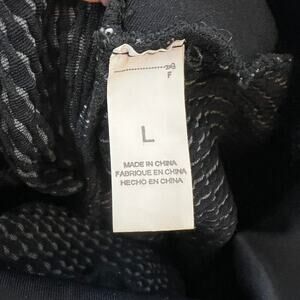 L
MADE IN CHINA
FABRIQUE EN CHINA
HECHO EN CHINA